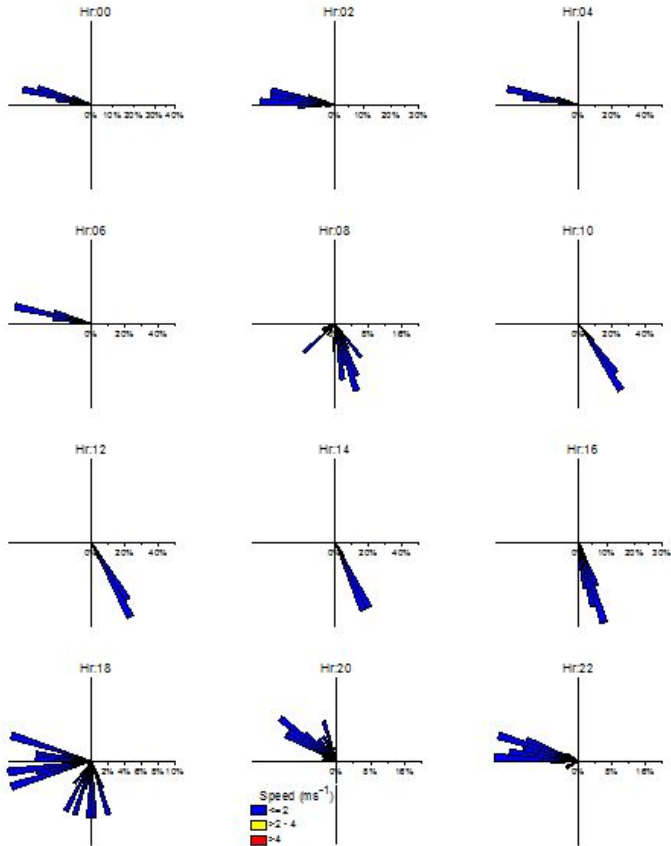 Hr:00 Hr:02 Hr:04
0% 10% 20% 30% 40% 0% 10% 20% 30% 0% 20% 40%
Hr:06 Hr:08 Hr:10
0% 20% 40% 8% 16% 0% 20% 40%
Hr:12 Hr:14 Hr:16
0% 20% 40% 0% 20% 40% 0% 10% 20% 30%
Hr:18 Hr:20 Hr:22
2% 4% 6% 8% 10% 0% 8% 16% 0% 8% 16%
Speed (ms⁻¹)
<=2
>2 - 4
>4